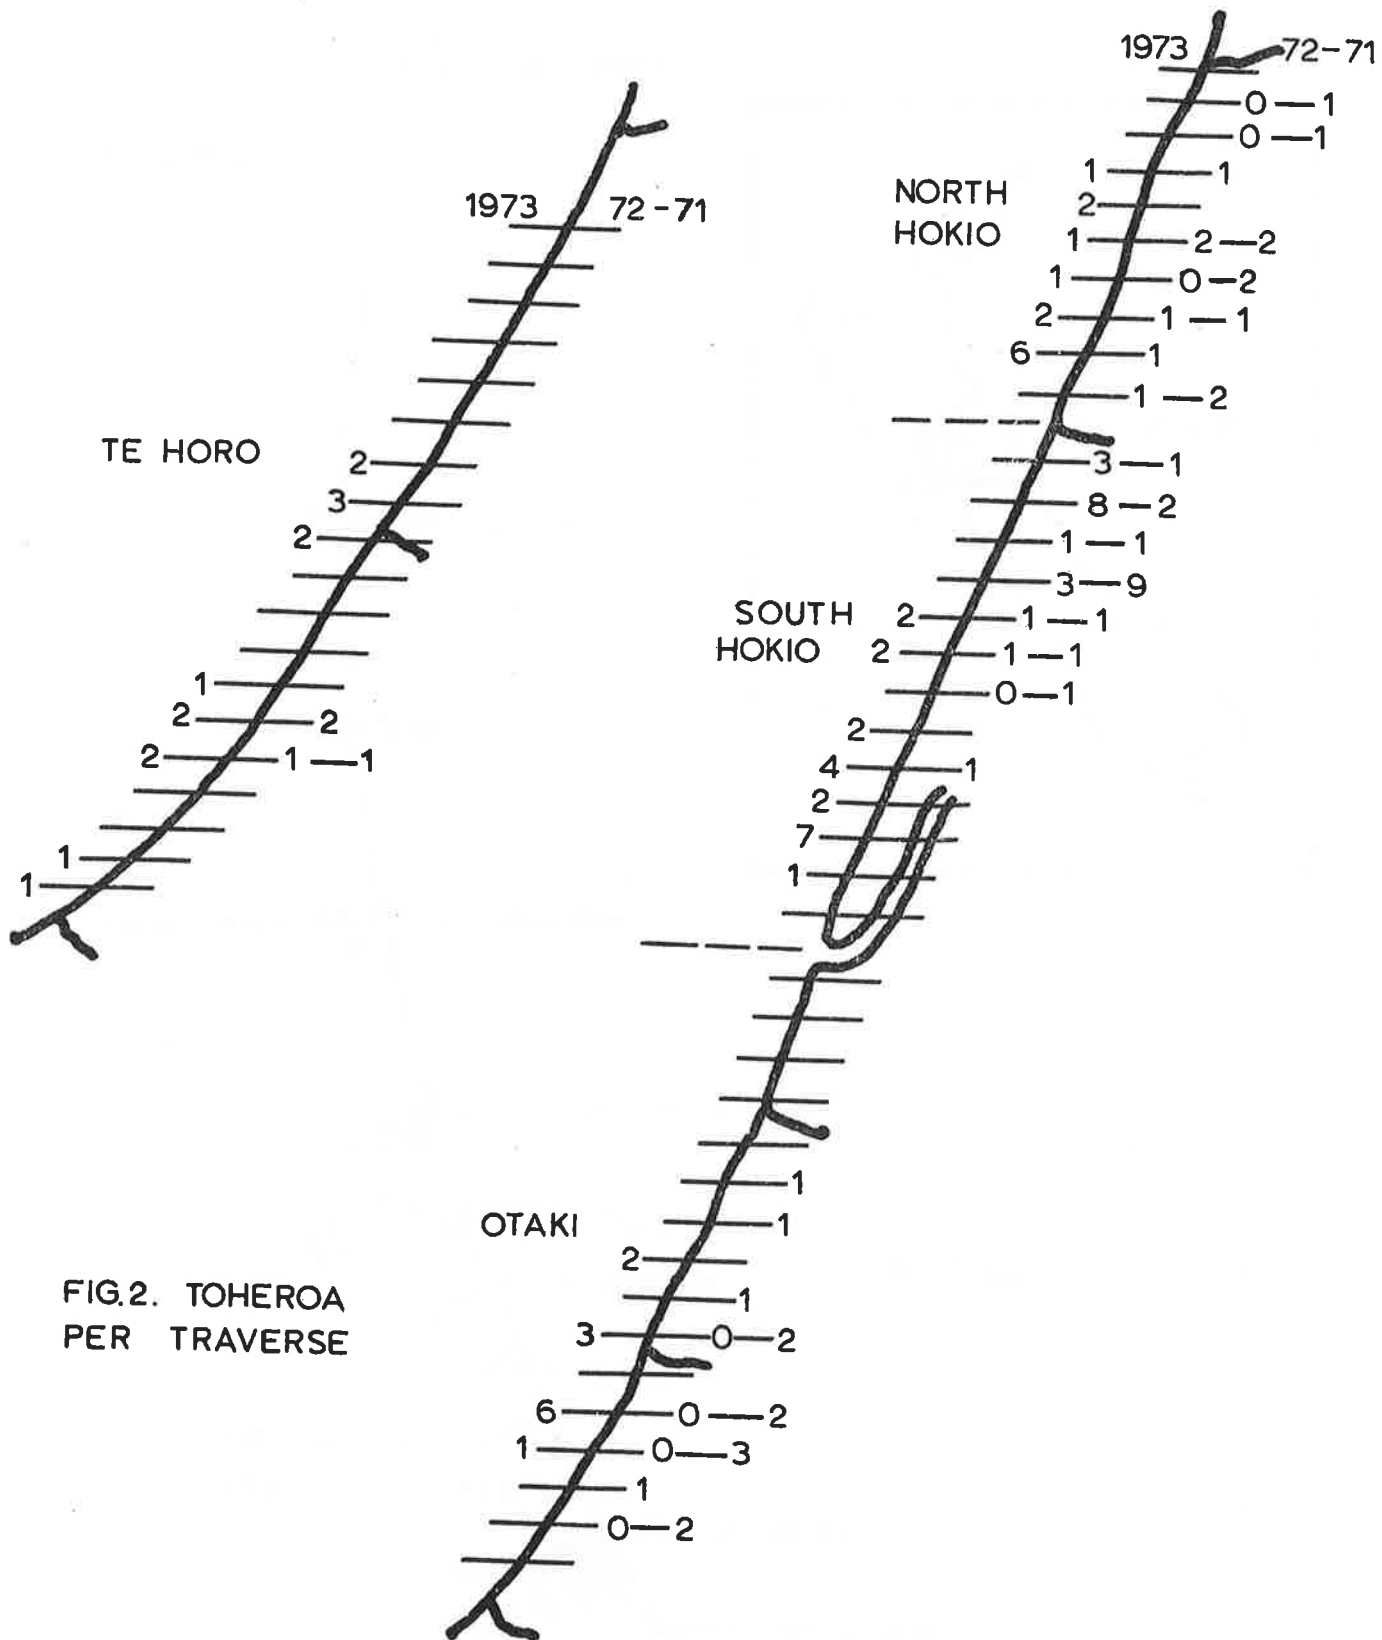 1973 72-71
TE HORO
2
3
2
1
2 2
2 1 — 1
1
1
1973 72-71
0 — 1
0 — 1
NORTH
HOKIO
1 1
2
1 2 — 2
1 0 — 2
2 1 — 1
6 1
1 — 2
3 — 1
8 — 2
1 — 1
3 — 9
SOUTH
HOKIO
2 1 — 1
2 1 — 1
0 — 1
2
4 1
2
7
1
OTAKI
1
1
2
1
3 0 — 2
6 0 — 2
1 0 — 3
1
0 — 2
FIG.2. TOHEROA
PER TRAVERSE